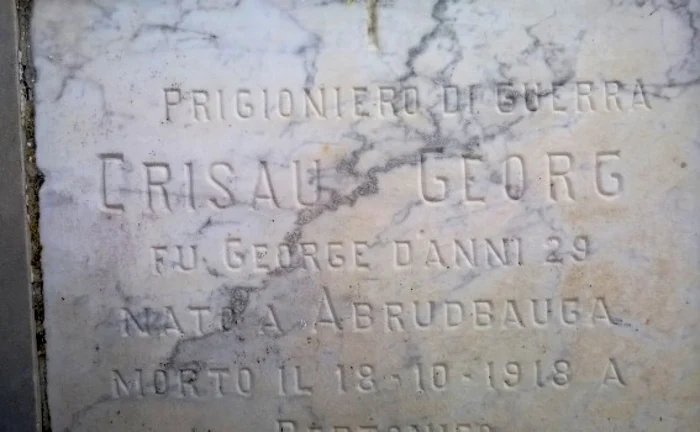 PRIGIONIERO DI GUERRA
CRISAU GEORG
FU GEORGE D'ANNI 29
NATO A ABRUDBAUGA
MORTO IL 18-10-1918 A